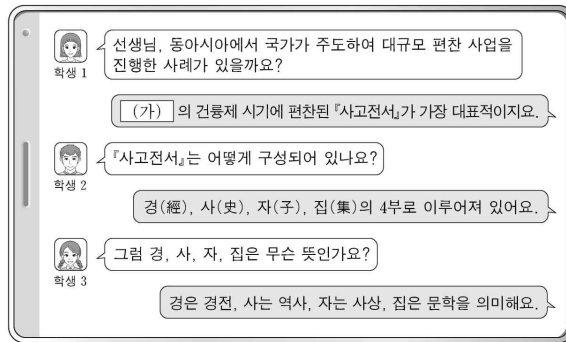 선생님, 동아시아에서 국가가 주도하여 대규모 편찬 사업을
진행한 사례가 있을까요?
학생 1
(가) 의 건륭제 시기에 편찬된 『사고전서』가 가장 대표적이지요.
『사고전서』는 어떻게 구성되어 있나요?
학생 2
경(經), 사(史), 자(子), 집(集)의 4부로 이루어져 있어요.
그럼 경, 사, 자, 집은 무슨 뜻인가요?
학생 3
경은 경전, 사는 역사, 자는 사상, 집은 문학을 의미해요.